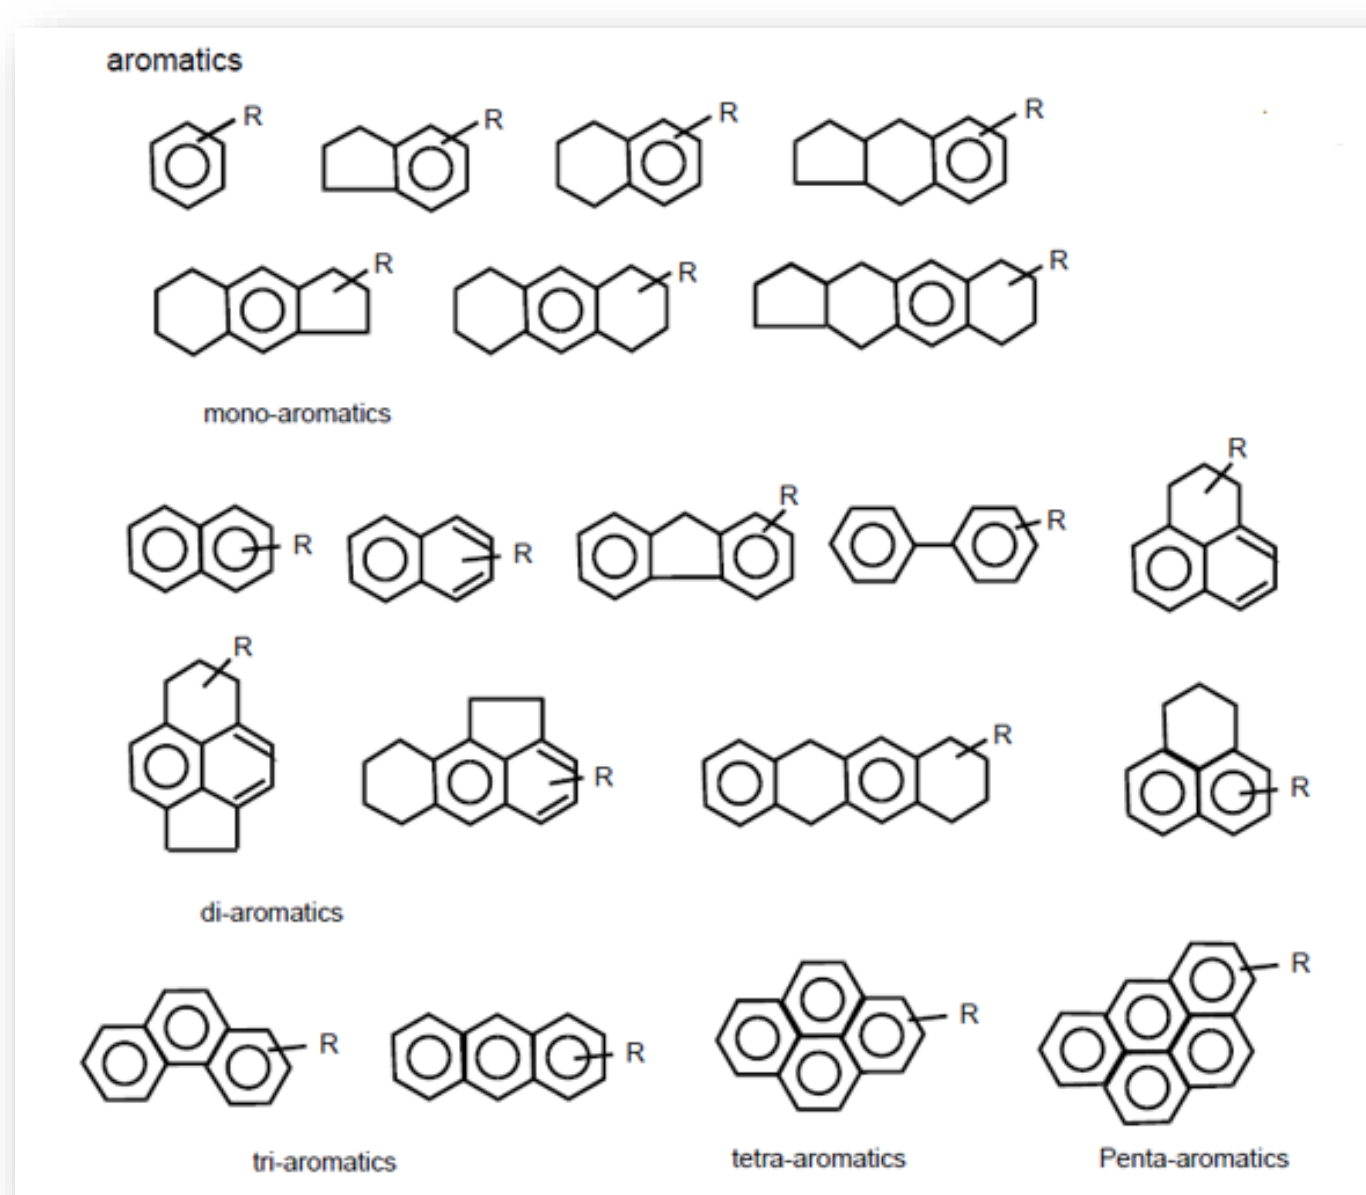 aromatics
R R R R
R R R
mono-aromatics
R
R R R R
R
R R R R
di-aromatics
R
R R R
tri-aromatics tetra-aromatics Penta-aromatics